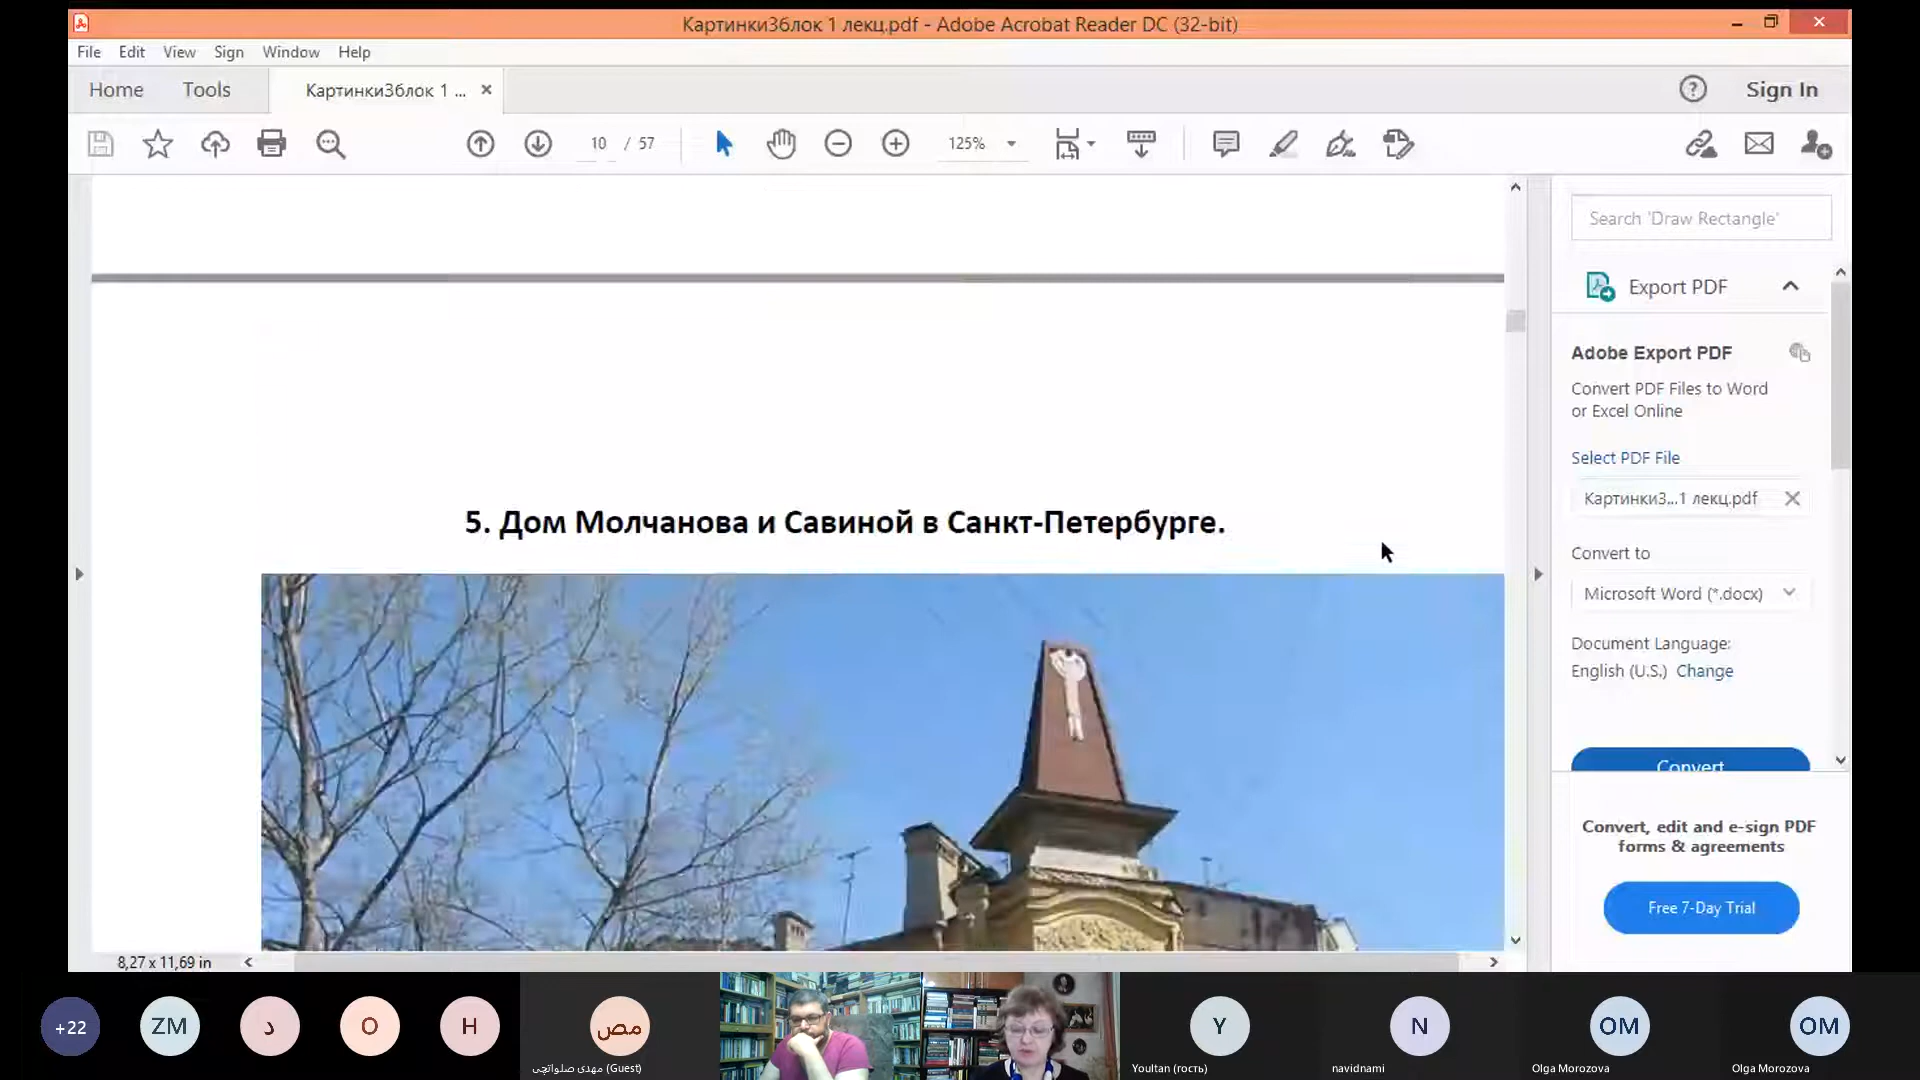 Картинки3блок 1 лекц.pdf - Adobe Acrobat Reader DC (32-bit)
File Edit View Sign Window Help
Home Tools Картинки3блок 1 ... Sign In
10 / 57 125%
Search 'Draw Rectangle'
Export PDF
Adobe Export PDF
Convert PDF Files to Word
or Excel Online
Select PDF File
Картинки3...1 лекц.pdf
Convert to
Microsoft Word (*.docx)
Document Language:
English (U.S.) Change
Convert
Convert, edit and e-sign PDF
forms & agreements
Free 7-Day Trial
5. Дом Молчанова и Савиной в Санкт-Петербурге.
8,27 x 11,69 in
+22 ZM د O H مص Y N OM OM
مهدی صلواتچی (Guest) Youltan (гость) navidnami Olga Morozova Olga Morozova